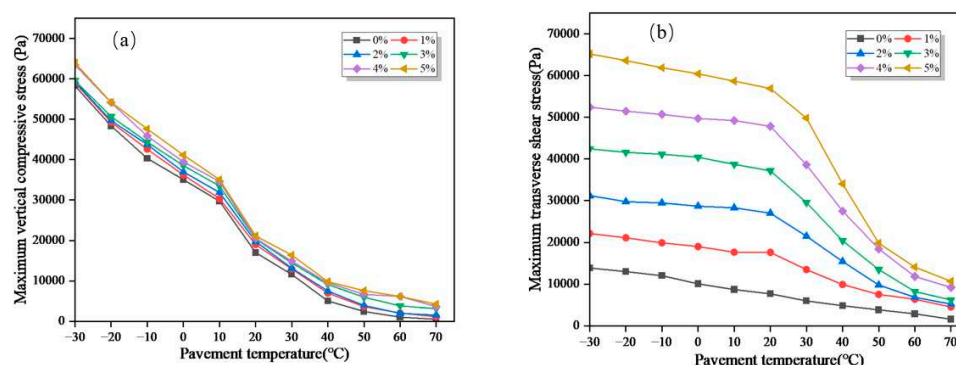 (a)
0% 1%
2% 3%
4% 5%
Maximum vertical compressive stress (Pa)
70000
60000
50000
40000
30000
20000
10000
0
−30 −20 −10 0 10 20 30 40 50 60 70
Pavement temperature(°C)
(b)
0% 1%
2% 3%
4% 5%
Maximum transverse shear stress(Pa)
70000
60000
50000
40000
30000
20000
10000
0
−30 −20 −10 0 10 20 30 40 50 60 70
Pavement temperature(°C)